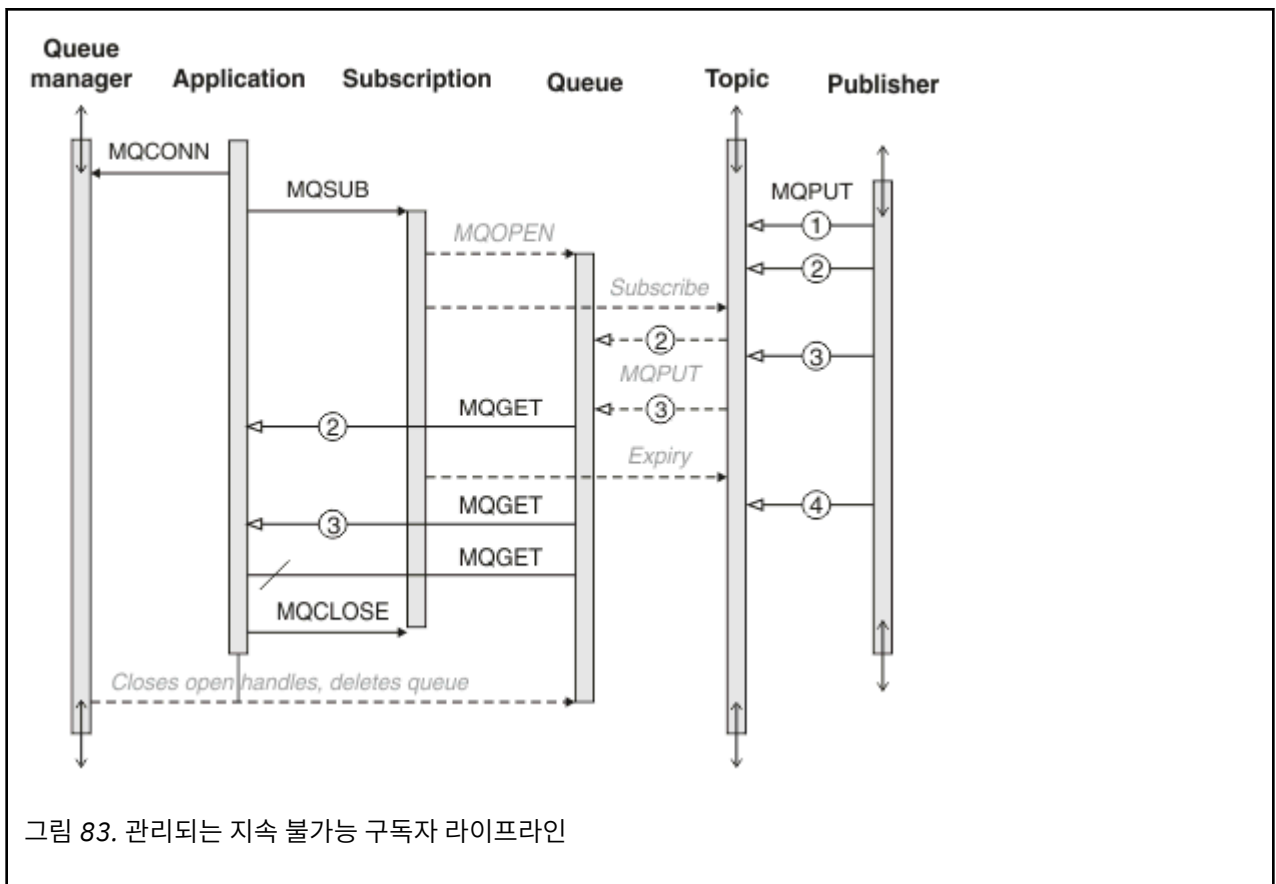 Queue manager
Application
Subscription
Queue
Topic
Publisher
MQCONN
MQSUB
MQPUT
1
MQOPEN
2
Subscribe
2
3
MQPUT
MQGET
3
2
Expiry
MQGET
4
3
MQGET
MQCLOSE
Closes open handles, deletes queue
그림 83. 관리되는 지속 불가능 구독자 라이프라인